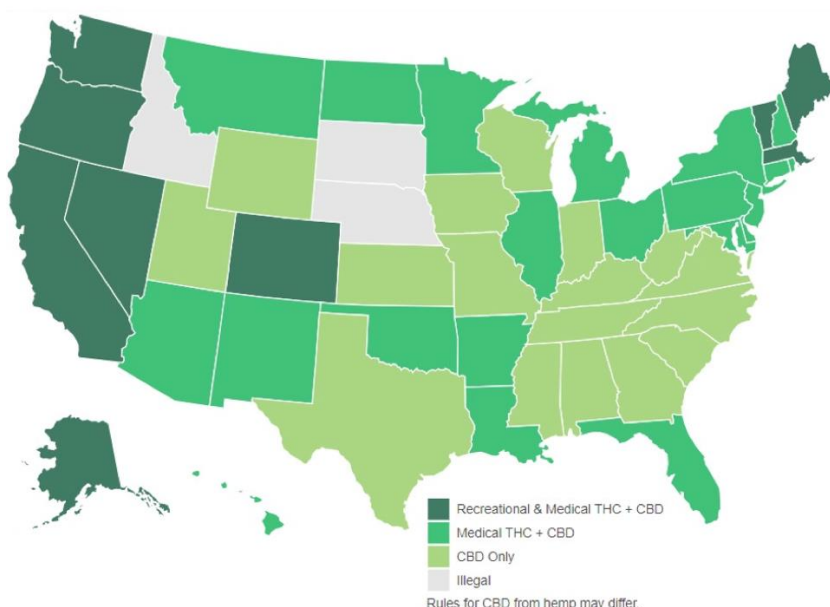 Recreational & Medical THC + CBD
Medical THC + CBD
CBD Only
Illegal
Rules for CBD from hemp may differ.